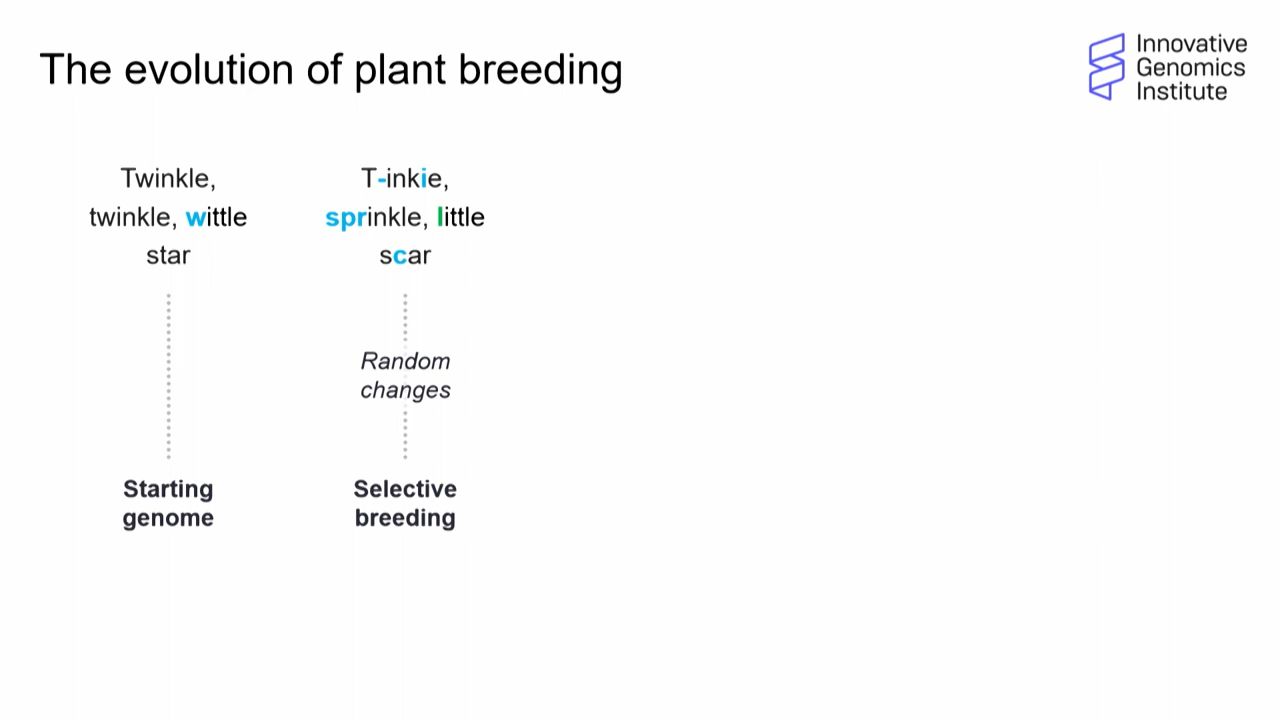 The evolution of plant breeding
Innovative
Genomics
Institute
Twinkle,
twinkle, wittle
star
T-inkie,
sprinkle, little
scar
Random
changes
Starting
genome
Selective
breeding